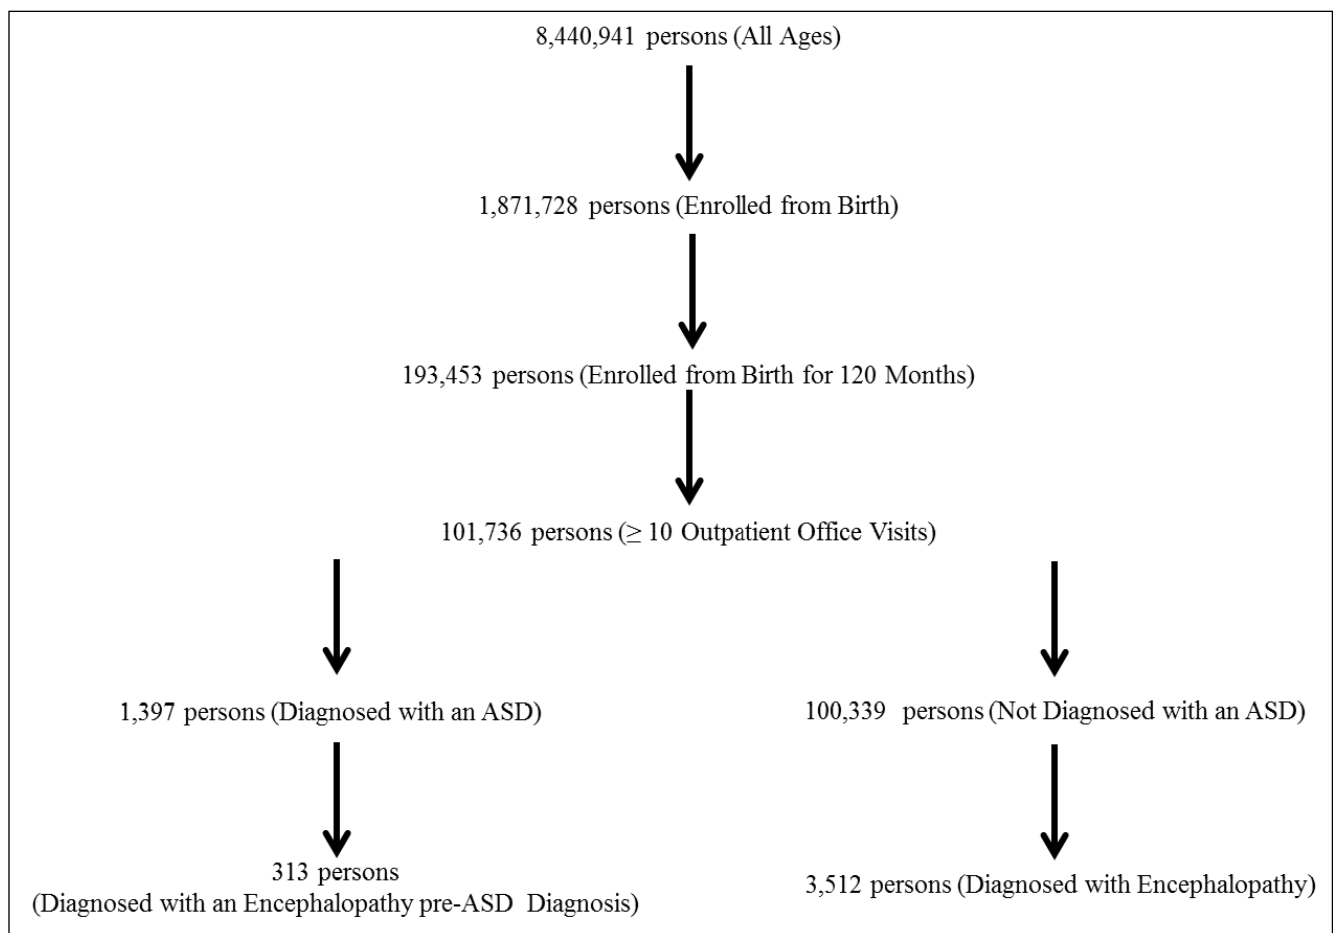 8,440,941 persons (All Ages)
1,871,728 persons (Enrolled from Birth)
193,453 persons (Enrolled from Birth for 120 Months)
101,736 persons (≥ 10 Outpatient Office Visits)
1,397 persons (Diagnosed with an ASD)
100,339 persons (Not Diagnosed with an ASD)
313 persons
(Diagnosed with an Encephalopathy pre-ASD Diagnosis)
3,512 persons (Diagnosed with Encephalopathy)